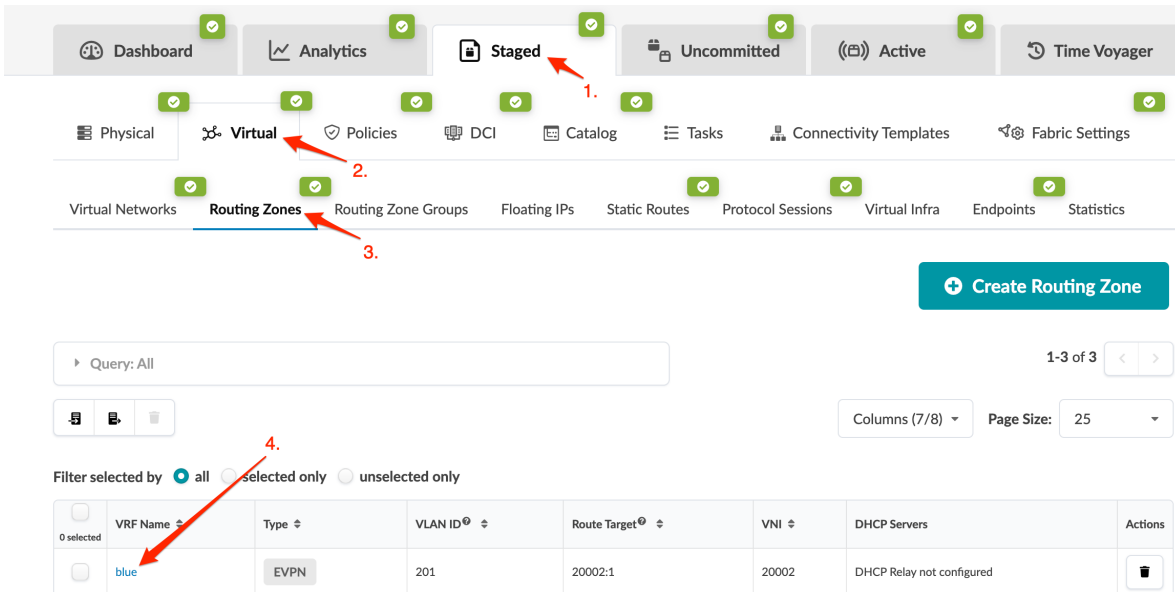 Dashboard Analytics Staged Uncommitted Active Time Voyager
1.
Physical Virtual Policies DCI Catalog Tasks Connectivity Templates Fabric Settings
2.
Virtual Networks Routing Zones Routing Zone Groups Floating IPs Static Routes Protocol Sessions Virtual Infra Endpoints Statistics
3.
Create Routing Zone
Query: All
1-3 of 3
Columns (7/8) Page Size: 25
4.
Filter selected by all selected only unselected only
0 selected VRF Name Type VLAN ID? Route Target? VNI DHCP Servers Actions
blue EVPN 201 20002:1 20002 DHCP Relay not configured